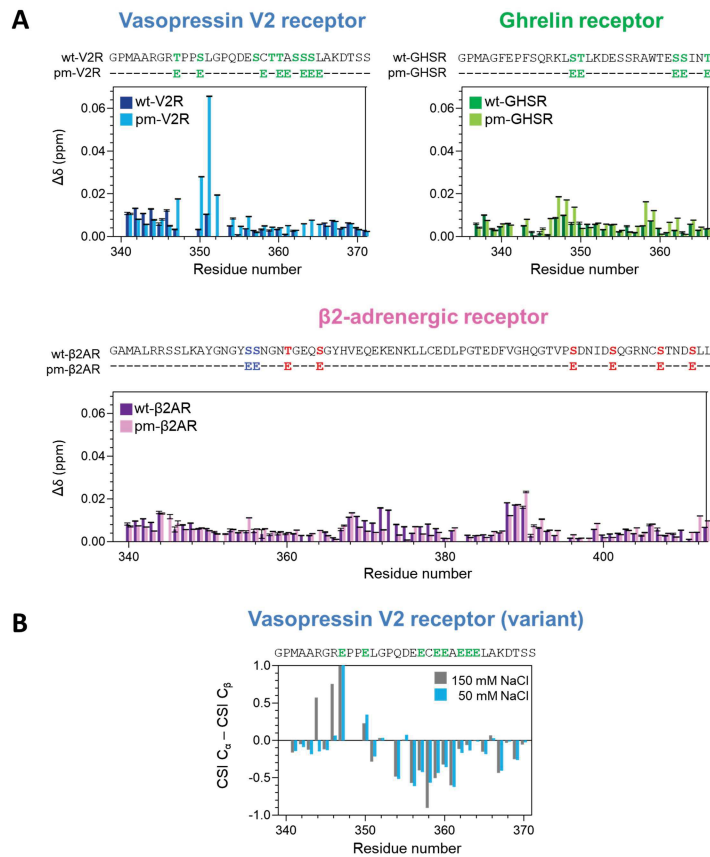 A
Vasopressin V2 receptor
Ghrelin receptor
wt-V2R GPMAARGRTPPSLGPQDESCTTASSSLAKDTSS
pm-V2R --------E--E-------E-EE-EEE---------
wt-GHSR GPMAGFEPFSQRKLSTLKDESSRAWTESSINT
pm-GHSR --------------EE-----------EE--E
0.06
0.04
0.02
0.00
Δδ (ppm)
wt-V2R
pm-V2R
340 350 360 370
Residue number
0.06
0.04
0.02
0.00
Δδ (ppm)
wt-GHSR
pm-GHSR
340 350 360
Residue number
β2-adrenergic receptor
wt-β2AR GAMALRRSSLKAYGNGYSSNGNTGEQSGYHVEQEKENKLLCEDLPGTEDFVGHQGTVPSDNIDSQGRNCSTNDSLL
pm-β2AR -----------------EE---E---E-------------------------------E----E-----E---E--
0.06
0.04
0.02
0.00
Δδ (ppm)
wt-β2AR
pm-β2AR
340 360 380 400
Residue number
B
Vasopressin V2 receptor (variant)
GPMAARGREPPELGPQDEECEEAEEELAKDTSS
1.0
0.5
0.0
-0.5
-1.0
CSI Cα – CSI Cβ
150 mM NaCl
50 mM NaCl
340 350 360 370
Residue number